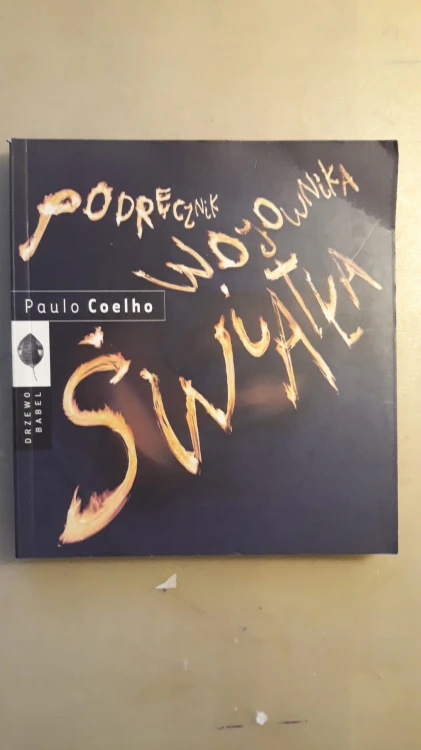 PODRĘCZNIK
WOJOWNIKA
ŚWIATŁA
Paulo Coelho
DRZEWO
BABEL